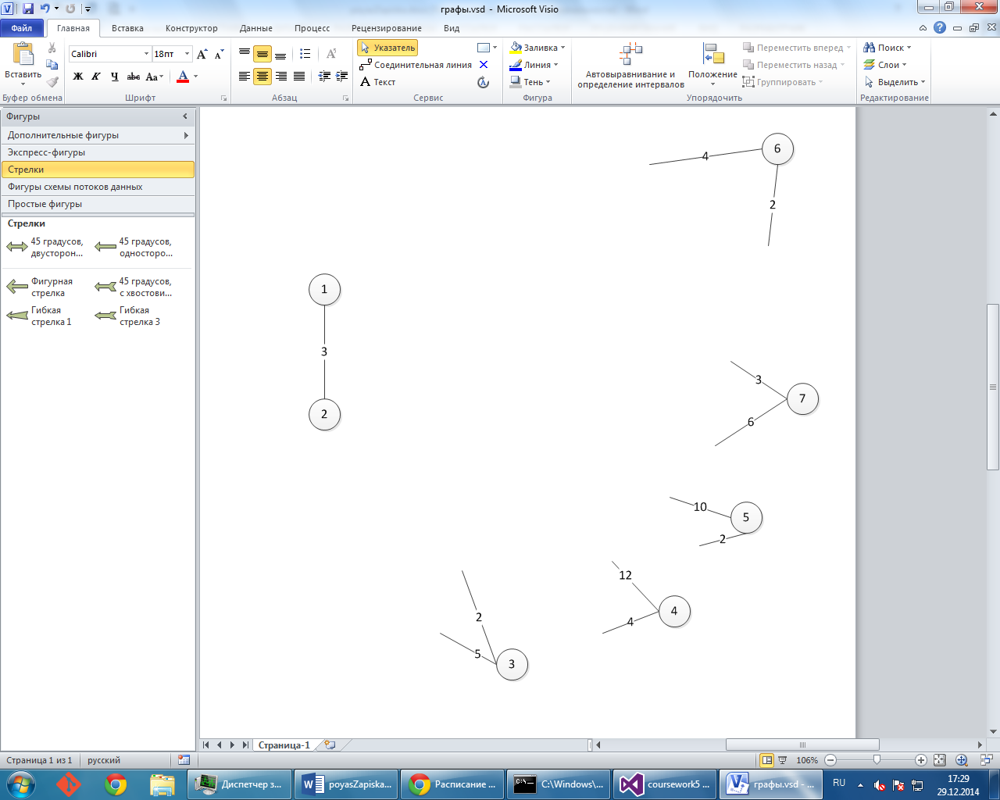 графы.vsd - Microsoft Visio
Файл Главная Вставка Конструктор Данные Процесс Рецензирование Вид
Вставить
Буфер обмена
Calibri 18пт
Ж К Ч abc Aa А
Шрифт
Абзац
Указатель
Соединительная линия
A Текст
Сервис
Заливка
Линия
Тень
Фигура
Автовыравнивание и определение интервалов
Положение
Переместить вперед
Переместить назад
Группировать
Упорядочить
Поиск
Слои
Выделить
Редактирование
Фигуры
Дополнительные фигуры
Экспресс-фигуры
Стрелки
Фигуры схемы потоков данных
Простые фигуры
Стрелки
45 градусов, двусторон...
45 градусов, односторо...
Фигурная стрелка
45 градусов, с хвостови...
Гибкая стрелка 1
Гибкая стрелка 3
6
4
2
1
3
2
3
7
6
10
5
2
12
4
4
2
5
3
Страница-1
Страница 1 из 1 русский
106%
Диспетчер з... poyasZapiska... Расписание ... C:\Windows\... coursework5 ... графы.vsd - ...
RU
17:29
29.12.2014